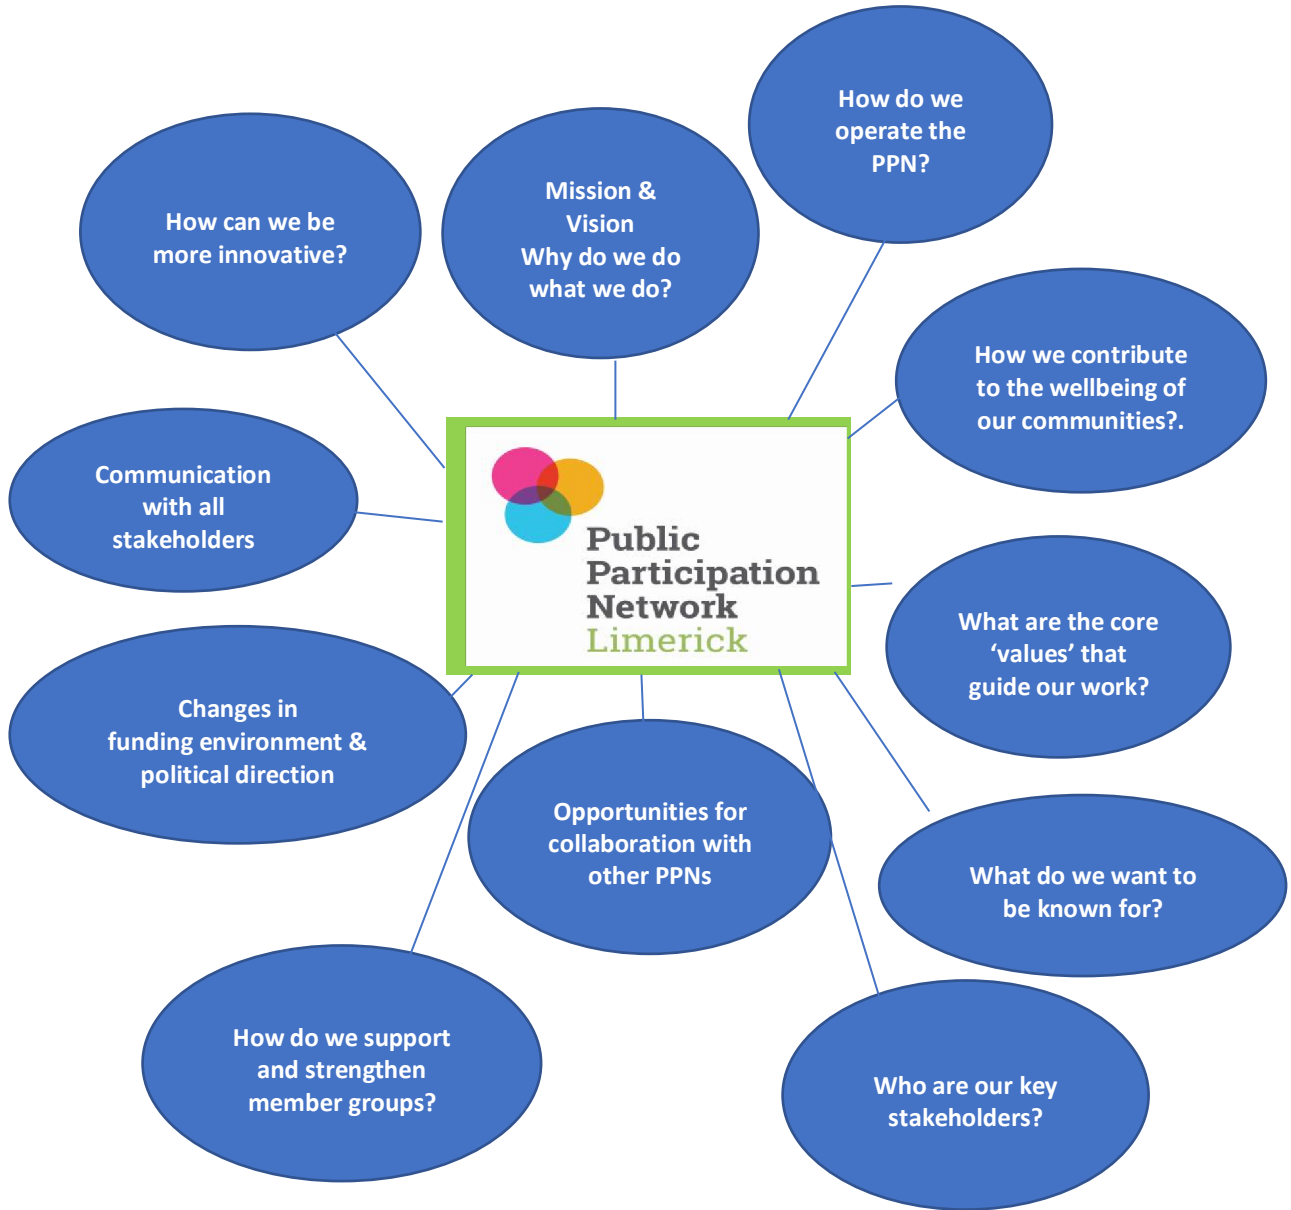 How do we
operate the
PPN?
Mission &
Vision
Why do we do
what we do?
How can we be
more innovative?
How we contribute
to the wellbeing of
our communities?.
Communication
with all
stakeholders
Public
Participation
Network
Limerick
What are the core
‘values’ that
guide our work?
Changes in
funding environment &
political direction
Opportunities for
collaboration with
other PPNs
What do we want to
be known for?
How do we support
and strengthen
member groups?
Who are our key
stakeholders?